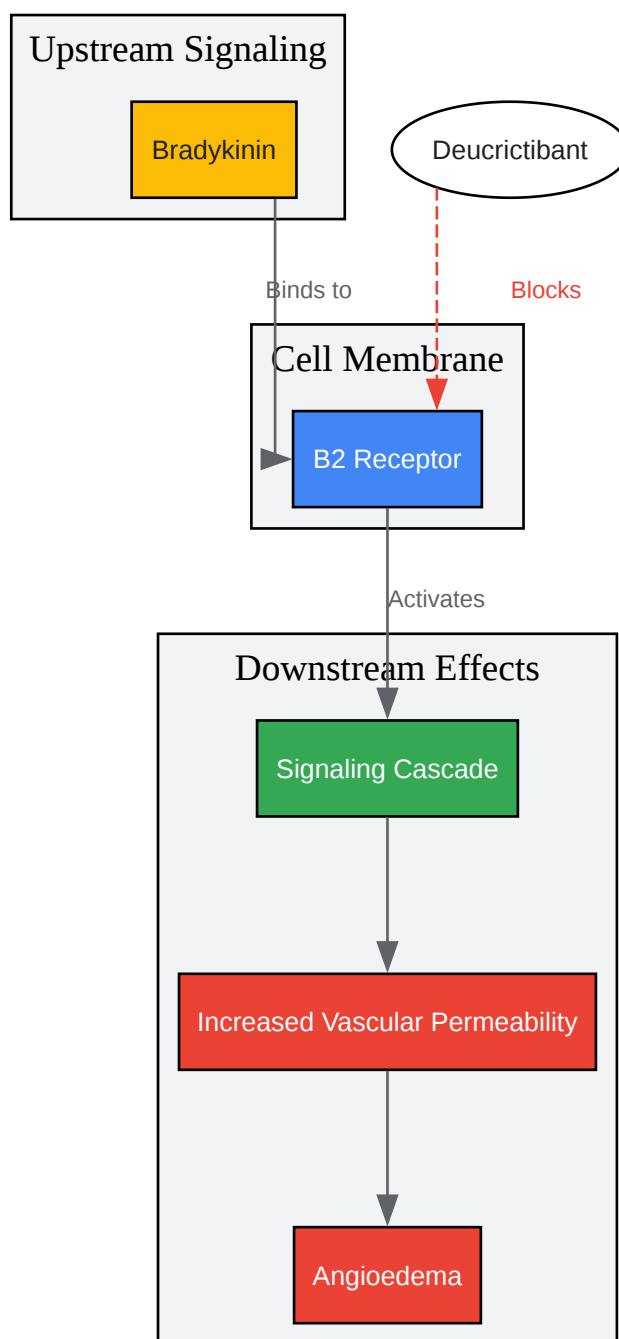 Upstream Signaling
Bradykinin
Deucrictibant
Binds to
Blocks
Cell Membrane
B2 Receptor
Activates
Downstream Effects
Signaling Cascade
Increased Vascular Permeability
Angioedema